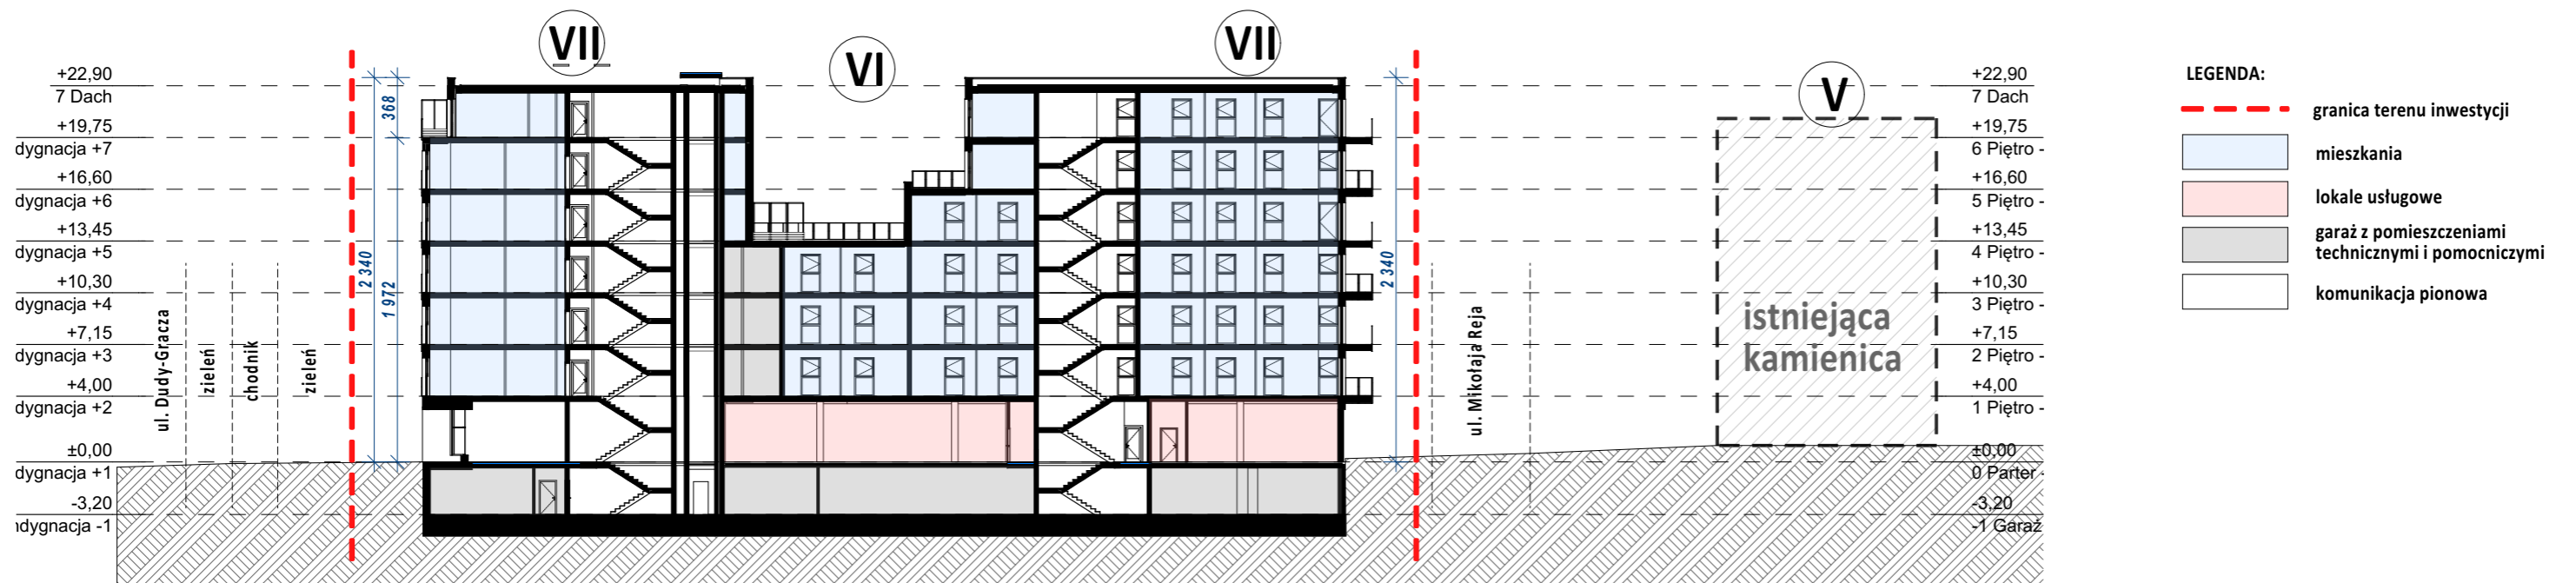 VII
VI
VII
V
+22,90
7 Dach
+19,75
dygnacja +7
+16,60
dygnacja +6
+13,45
dygnacja +5
+10,30
dygnacja +4
+7,15
dygnacja +3
+4,00
dygnacja +2
±0,00
dygnacja +1
-3,20
ndygnacja -1
ul. Dudy-Gracza
zieleń
chodnik
zieleń
2 340
368
1 972
2 340
ul. Mikołaja Reja
istniejąca
kamienica
+22,90
7 Dach
+19,75
6 Piętro -
+16,60
5 Piętro -
+13,45
4 Piętro -
+10,30
3 Piętro -
+7,15
2 Piętro -
+4,00
1 Piętro -
±0,00
0 Parter -
-3,20
-1 Garaż
LEGENDA:
granica terenu inwestycji
mieszkania
lokale usługowe
garaż z pomieszczeniami
technicznymi i pomocniczymi
komunikacja pionowa